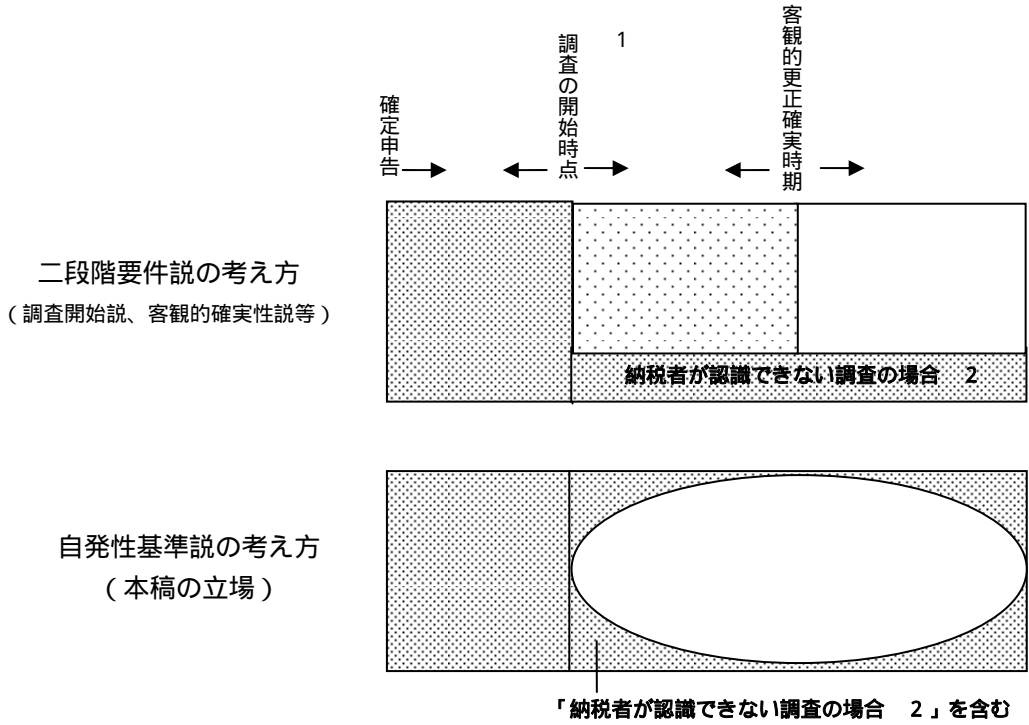 確定申告
調査の開始時点
1
客観的更正確実時期
二段階要件説の考え方
（調査開始説、客観的確実性説等）
納税者が認識できない調査の場合 2
自発性基準説の考え方
（本稿の立場）
「納税者が認識できない調査の場合 2」を含む